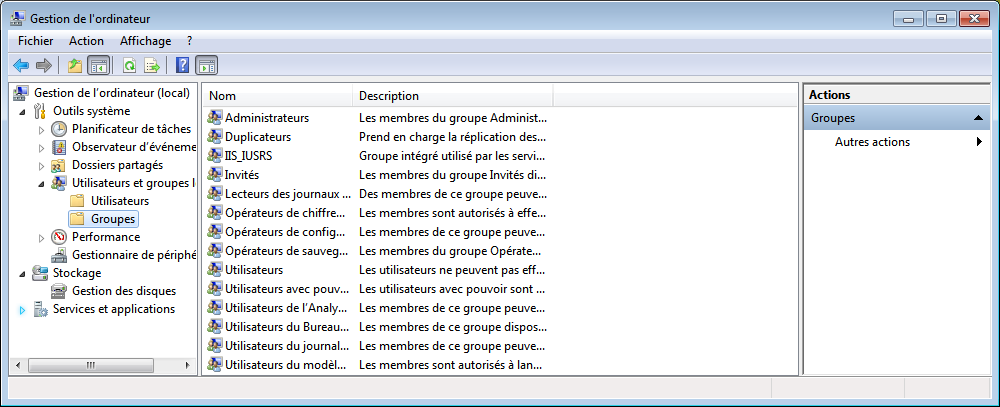 Gestion de l'ordinateur
Fichier Action Affichage ?
Gestion de l'ordinateur (local)
Outils système
Planificateur de tâches
Observateur d'événeme
Dossiers partagés
Utilisateurs et groupes l
Utilisateurs
Groupes
Performance
Gestionnaire de périphé
Stockage
Gestion des disques
Services et applications
Nom Description
Administrateurs Les membres du groupe Administ...
Duplicateurs Prend en charge la réplication des...
IIS_IUSRS Groupe intégré utilisé par les servi...
Invités Les membres du groupe Invités di...
Lecteurs des journaux ... Des membres de ce groupe peuve...
Opérateurs de chiffre... Les membres sont autorisés à effe...
Opérateurs de config... Les membres de ce groupe peuve...
Opérateurs de sauveg... Les membres du groupe Opérate...
Utilisateurs Les utilisateurs ne peuvent pas eff...
Utilisateurs avec pouv... Les utilisateurs avec pouvoir sont ...
Utilisateurs de l'Analy... Les membres de ce groupe peuve...
Utilisateurs du Bureau... Les membres de ce groupe dispos...
Utilisateurs du journal... Les membres de ce groupe peuve...
Utilisateurs du modèl... Les membres sont autorisés à lan...
Actions
Groupes
Autres actions